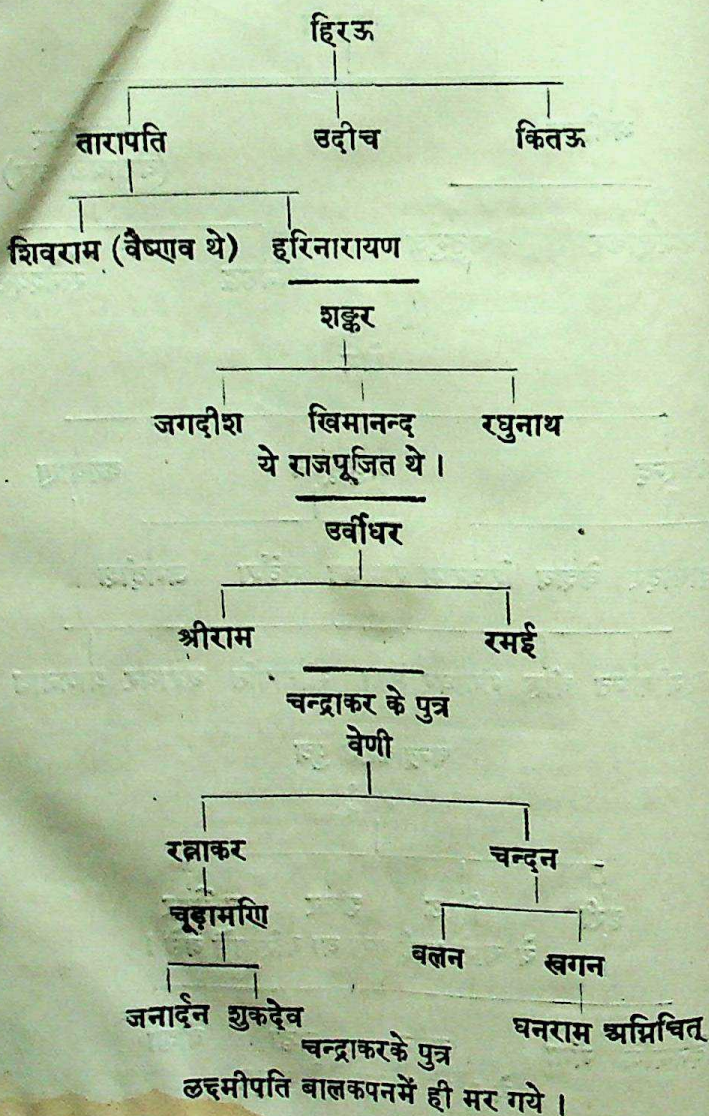 हिरऊ
तारापति उदीच कितऊ
शिवराम (वैष्णव थे) हरिनारायण
शङ्कर
जगदीश खिमानन्द रघुनाथ
ये राजपूजित थे ।
उर्वीधर
श्रीराम रमई
चन्द्राकर के पुत्र
वेणी
रत्नाकर चन्दन
चूड़ामणि
बलन खगन
जनार्दन शुकदेव घनराम अग्निचित्
चन्द्राकरके पुत्र
लक्ष्मीपति बालकपनमें ही मर गये ।